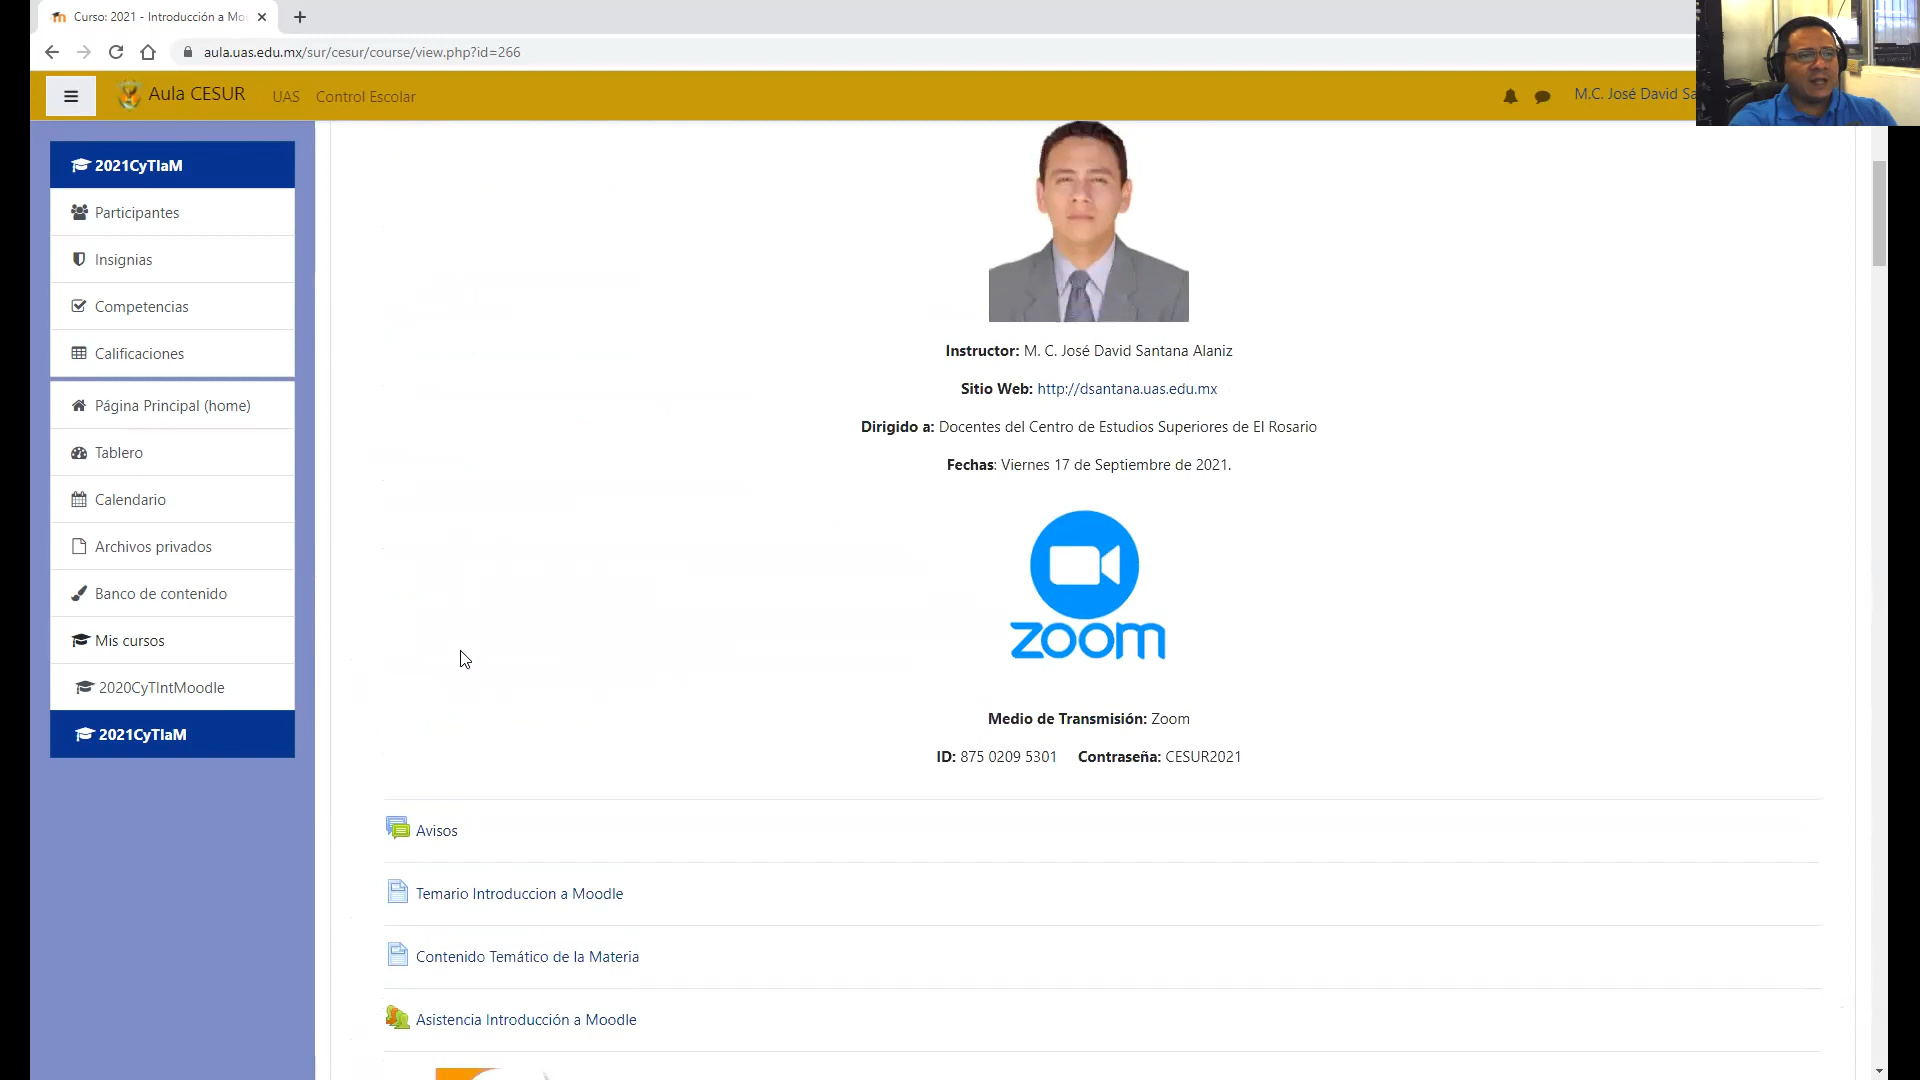 Curso: 2021 - Introducción a Mo
aula.uas.edu.mx/sur/cesur/course/view.php?id=266
Aula CESUR UAS Control Escolar M.C. José David Sa
2021CyTIaM
Participantes
Insignias
Competencias
Calificaciones
Página Principal (home)
Tablero
Calendario
Archivos privados
Banco de contenido
Mis cursos
2020CyTIntMoodle
2021CyTIaM
Instructor: M. C. José David Santana Alaniz
Sitio Web: http://dsantana.uas.edu.mx
Dirigido a: Docentes del Centro de Estudios Superiores de El Rosario
Fechas: Viernes 17 de Septiembre de 2021.
zoom
Medio de Transmisión: Zoom
ID: 875 0209 5301 Contraseña: CESUR2021
Avisos
Temario Introduccion a Moodle
Contenido Temático de la Materia
Asistencia Introducción a Moodle